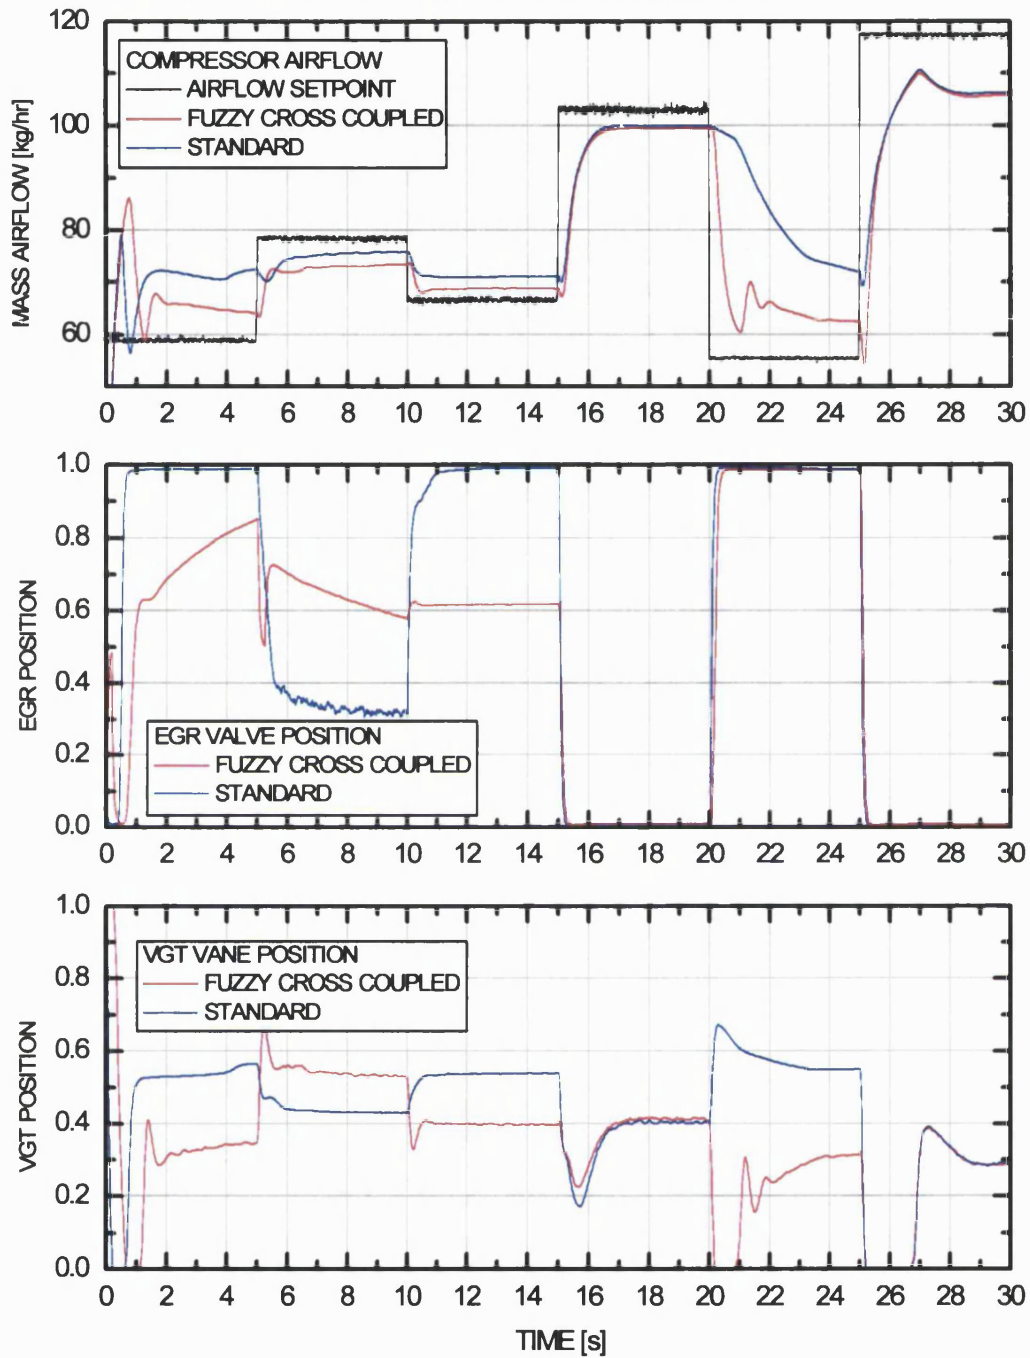 120
100
80
60
MASS AIRFLOW [kg/hr]
COMPRESSOR AIRFLOW
AIRFLOW SETPOINT
FUZZY CROSS COUPLED
STANDARD
0 2 4 6 8 10 12 14 16 18 20 22 24 26 28 30
1.0
0.8
0.6
0.4
0.2
0.0
EGR POSITION
EGR VALVE POSITION
FUZZY CROSS COUPLED
STANDARD
0 2 4 6 8 10 12 14 16 18 20 22 24 26 28 30
1.0
0.8
0.6
0.4
0.2
0.0
VGT POSITION
VGT VANE POSITION
FUZZY CROSS COUPLED
STANDARD
0 2 4 6 8 10 12 14 16 18 20 22 24 26 28 30
TIME [s]